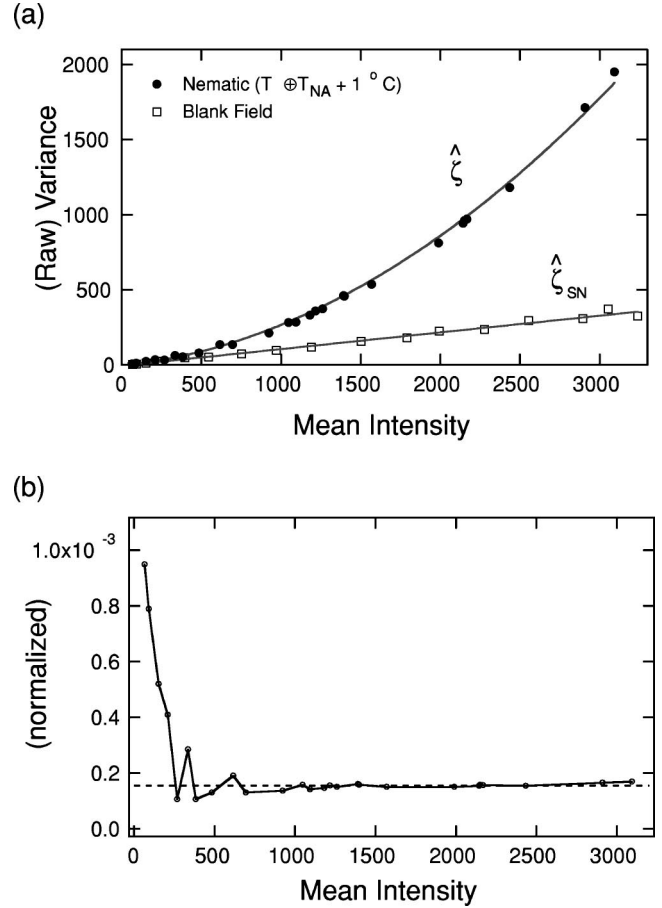 (a)
(Raw) Variance
2000
1500
1000
500
0
Nematic (T ⊕T NA + 1 ° C)
Blank Field
ζ̂
ζ̂ SN
0 500 1000 1500 2000 2500 3000
Mean Intensity
(b)
(normalized)
1.0x10 -3
0.8
0.6
0.4
0.2
0.0
0 500 1000 1500 2000 2500 3000
Mean Intensity